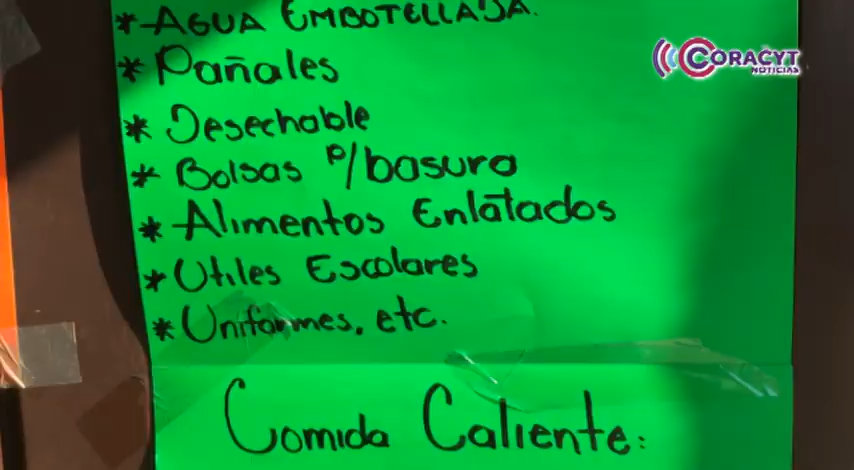 *AGUA EMBOTELLADA.
CORACYT
NOTICIAS
*Pañales
*Desechable
*Bolsas P/basura
*Alimentos Enlatados
*Utiles Escolares
*Uniformes, etc.
Comida Caliente: